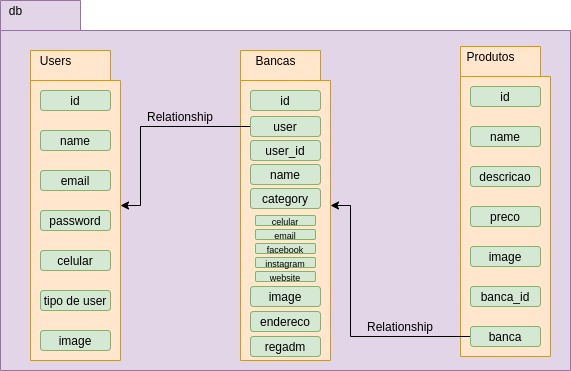 db
Users
id
name
email
password
celular
tipo de user
image
Relationship
Bancas
id
user
user_id
name
category
celular
email
facebook
instagram
website
image
endereco
regadm
Relationship
Produtos
id
name
descricao
preco
image
banca_id
banca